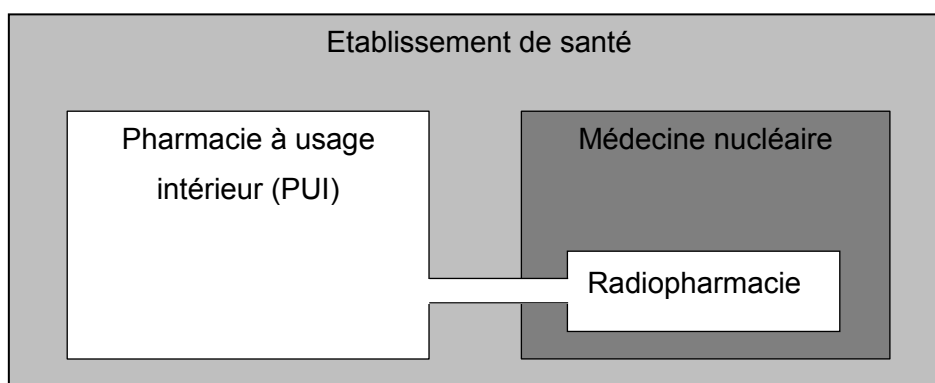 Etablissement de santé
Pharmacie à usage
intérieur (PUI)
Médecine nucléaire
Radiopharmacie